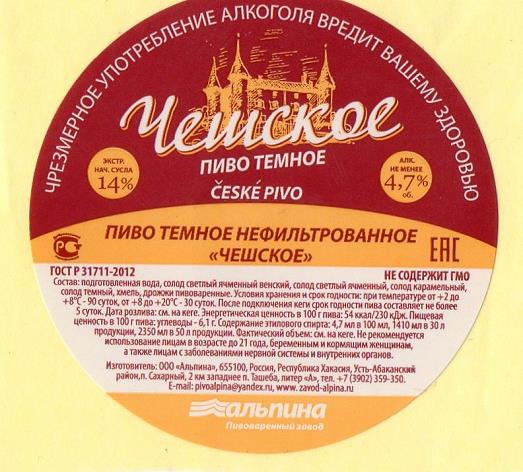 ЧРЕЗМЕРНОЕ УПОТРЕБЛЕНИЕ АЛКОГОЛЯ ВРЕДИТ ВАШЕМУ ЗДОРОВЬЮ
Чешское
ПИВО ТЕМНОЕ
ČESKÉ PIVO
ЭКСТР.
НАЧ. СУСЛА
14%
АЛК.
НЕ МЕНЕЕ
4,7%
об.
ПИВО ТЕМНОЕ НЕФИЛЬТРОВАННОЕ
«ЧЕШСКОЕ»
РС
ЕАС
ГОСТ Р 31711-2012
НЕ СОДЕРЖИТ ГМО
Состав: подготовленная вода, солод светлый ячменный венский, солод светлый ячменный, солод карамельный,
солод темный, хмель, дрожжи пивоваренные. Условия хранения и срок годности: при температуре от +2 до
+8°С - 90 суток, от +8 до +20°С - 30 суток. После подключения кеги срок годности пива составляет не более
5 суток. Дата розлива: см. на кеге. Энергетическая ценность в 100 г пива: 54 ккал/230 кДж. Пищевая
ценность в 100 г пива: углеводы - 6,1 г. Содержание этилового спирта: 4,7 мл в 100 мл, 1410 мл в 30 л
продукции, 2350 мл в 50 л продукции. Фактический объем: см. на кеге. Не рекомендуется
использование лицам в возрасте до 21 года, беременным и кормящим женщинам,
а также лицам с заболеваниями нервной системы и внутренних органов.
Изготовитель: ООО «Альпина», 655100, Россия, Республика Хакасия, Усть-Абаканский
район,п. Сахарный, 2 км западнее п. Ташеба, литер «А», тел. +7 (3902) 359-350.
E-mail: pivoalpina@yandex.ru, www. zavod-alpina.ru
альпина
Пивоваренный завод